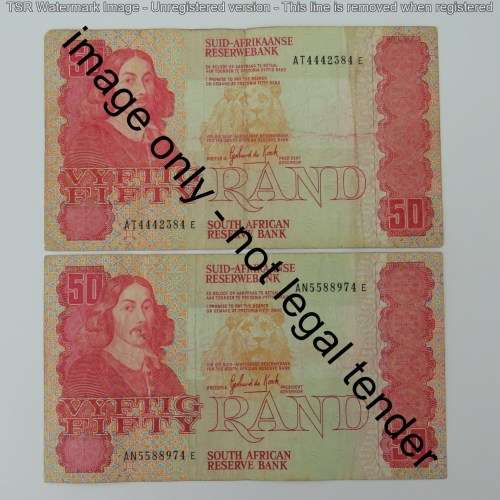 TSR Watermark Image - Unregistered version - This line is removed when registered
50
SUID-AFRIKAANSE
RESERWEBANK
AT4442384 E
VYFTIG
FIFTY
RAND
AT4442384 E
SOUTH AFRICAN
RESERVE BANK
50
image only - not legal tender
50
SUID-AFRIKAANSE
RESERWEBANK
AN5588974 E
VYFTIG
FIFTY
RAND
AN5588974 E
SOUTH AFRICAN
RESERVE BANK
50